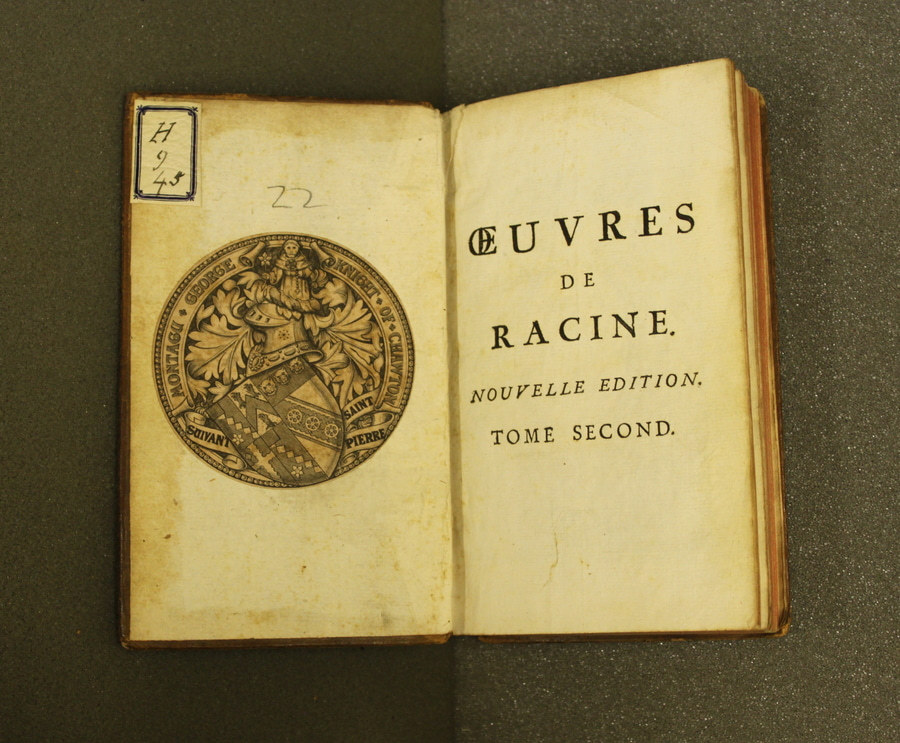 H
9
45
22
MONTAGU ♦ GEORGE KNIGHT ♦ OF ♦ CHAWTON
SUIVANT SAINT PIERRE
ŒUVRES
DE
RACINE.
NOUVELLE EDITION.
TOME SECOND.